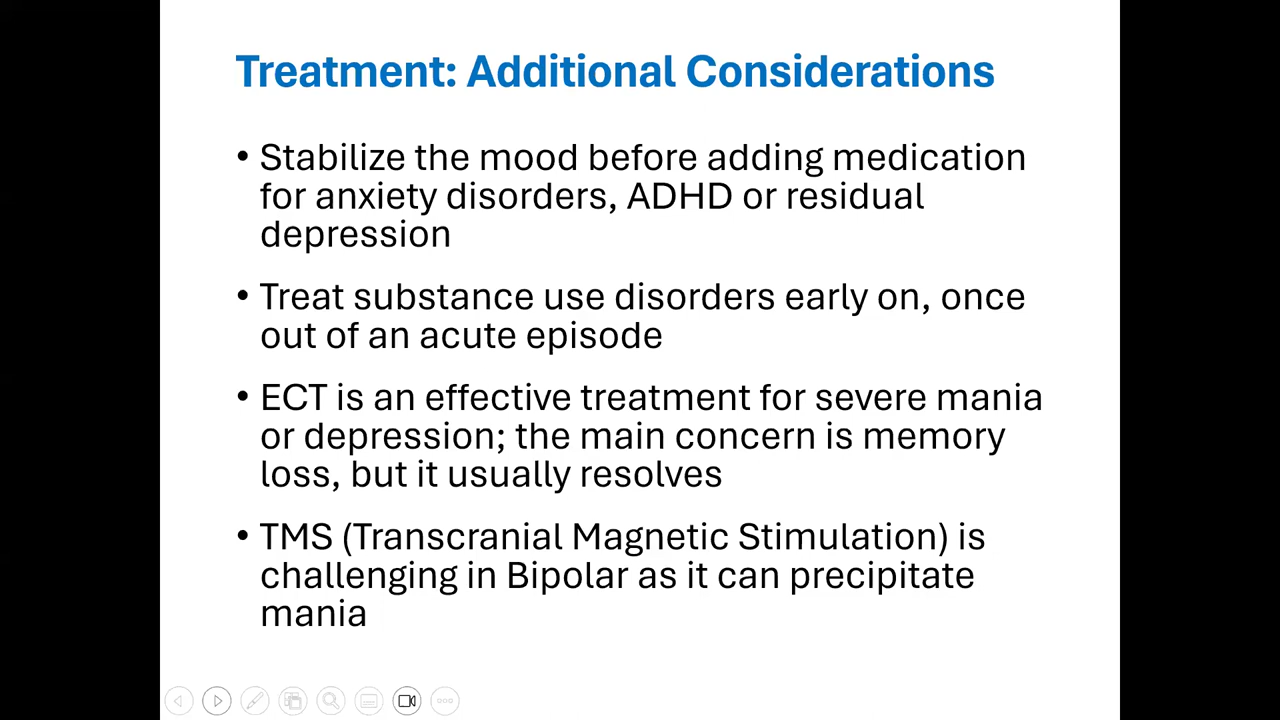 Treatment: Additional Considerations
• Stabilize the mood before adding medication
for anxiety disorders, ADHD or residual
depression
• Treat substance use disorders early on, once
out of an acute episode
• ECT is an effective treatment for severe mania
or depression; the main concern is memory
loss, but it usually resolves
• TMS (Transcranial Magnetic Stimulation) is
challenging in Bipolar as it can precipitate
mania